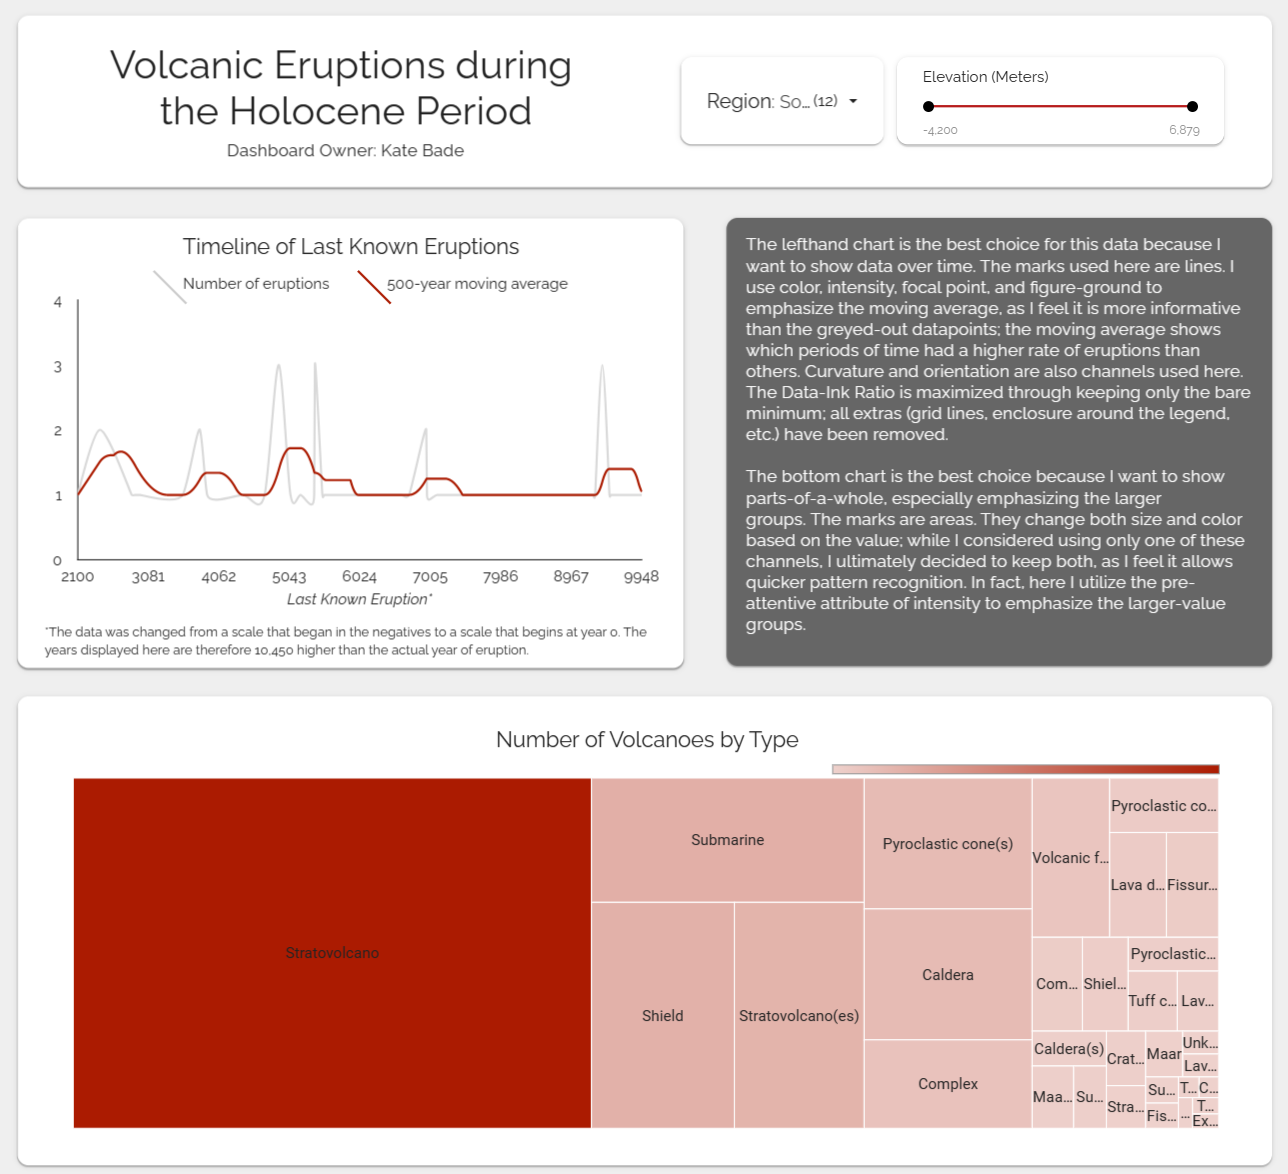 Volcanic Eruptions during
the Holocene Period
Dashboard Owner: Kate Bade
Region: So... (12)
Elevation (Meters)
-4,200
6,879
Timeline of Last Known Eruptions
Number of eruptions
500-year moving average
4
3
2
1
0
2100
3081
4062
5043
6024
7005
7986
8967
9948
Last Known Eruption*
*The data was changed from a scale that began in the negatives to a scale that begins at year 0. The
years displayed here are therefore 10,450 higher than the actual year of eruption.
The lefthand chart is the best choice for this data because I
want to show data over time. The marks used here are lines. I
use color, intensity, focal point, and figure-ground to
emphasize the moving average, as I feel it is more informative
than the greyed-out datapoints; the moving average shows
which periods of time had a higher rate of eruptions than
others. Curvature and orientation are also channels used here.
The Data-Ink Ratio is maximized through keeping only the bare
minimum; all extras (grid lines, enclosure around the legend,
etc.) have been removed.
The bottom chart is the best choice because I want to show
parts-of-a-whole, especially emphasizing the larger
groups. The marks are areas. They change both size and color
based on the value; while I considered using only one of these
channels, I ultimately decided to keep both, as I feel it allows
quicker pattern recognition. In fact, here I utilize the pre-
attentive attribute of intensity to emphasize the larger-value
groups.
Number of Volcanoes by Type
Stratovolcano
Submarine
Shield
Stratovolcano(es)
Pyroclastic cone(s)
Caldera
Complex
Volcanic f...
Pyroclastic co...
Lava d...
Fissur...
Com...
Shiel...
Pyroclastic...
Tuff c...
Lav...
Caldera(s)
Crat...
Maar
Unk...
Lav...
Maa...
Su...
Stra...
Su...
T...
C...
Fis...
...
T...
Ex...